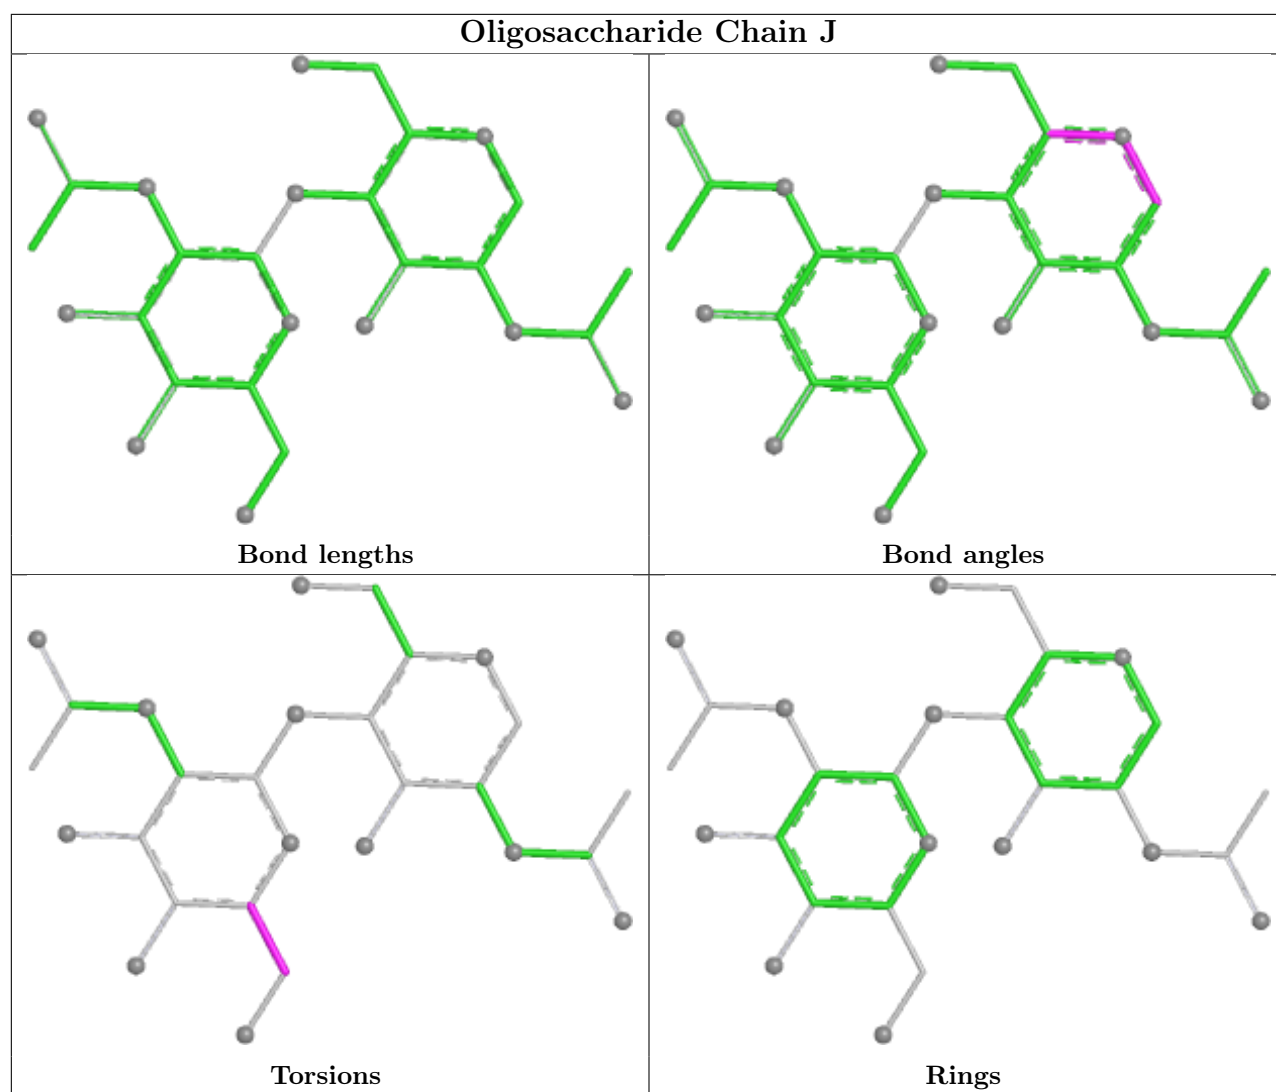 Oligosaccharide Chain J
Bond lengths
Bond angles
Torsions
Rings